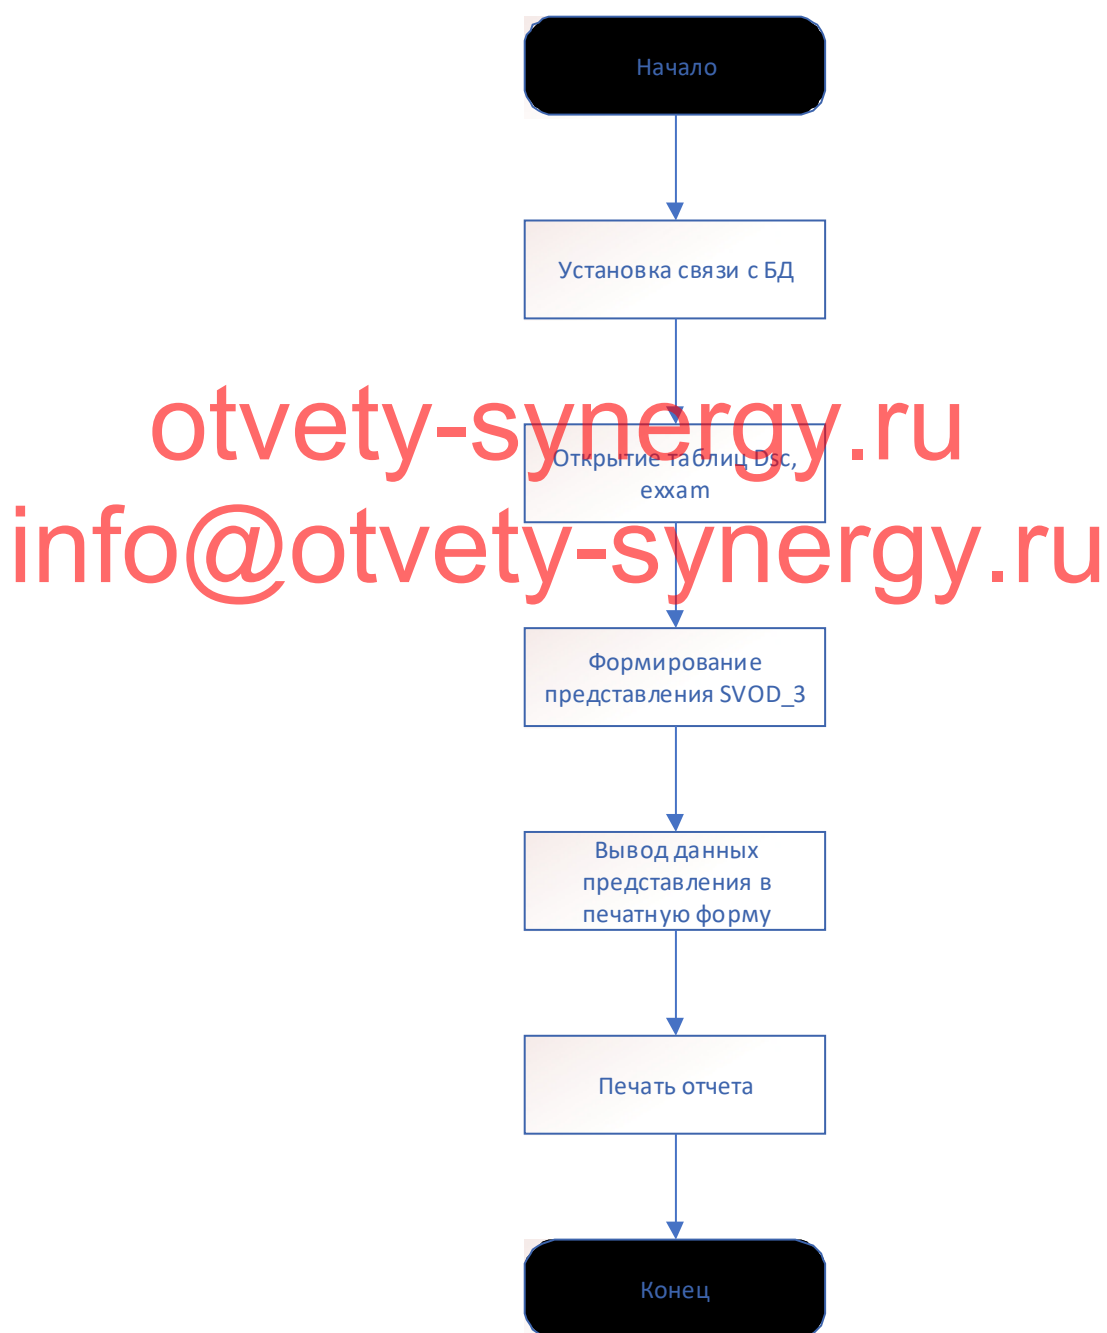 Начало
Установка связи с БД
otvety-synergy.ru
Открытие таблиц Dsc,
exxam
info@otvety-synergy.ru
Формирование
представления SVOD_3
Вывод данных
представления в
печатную форму
Печать отчета
Конец